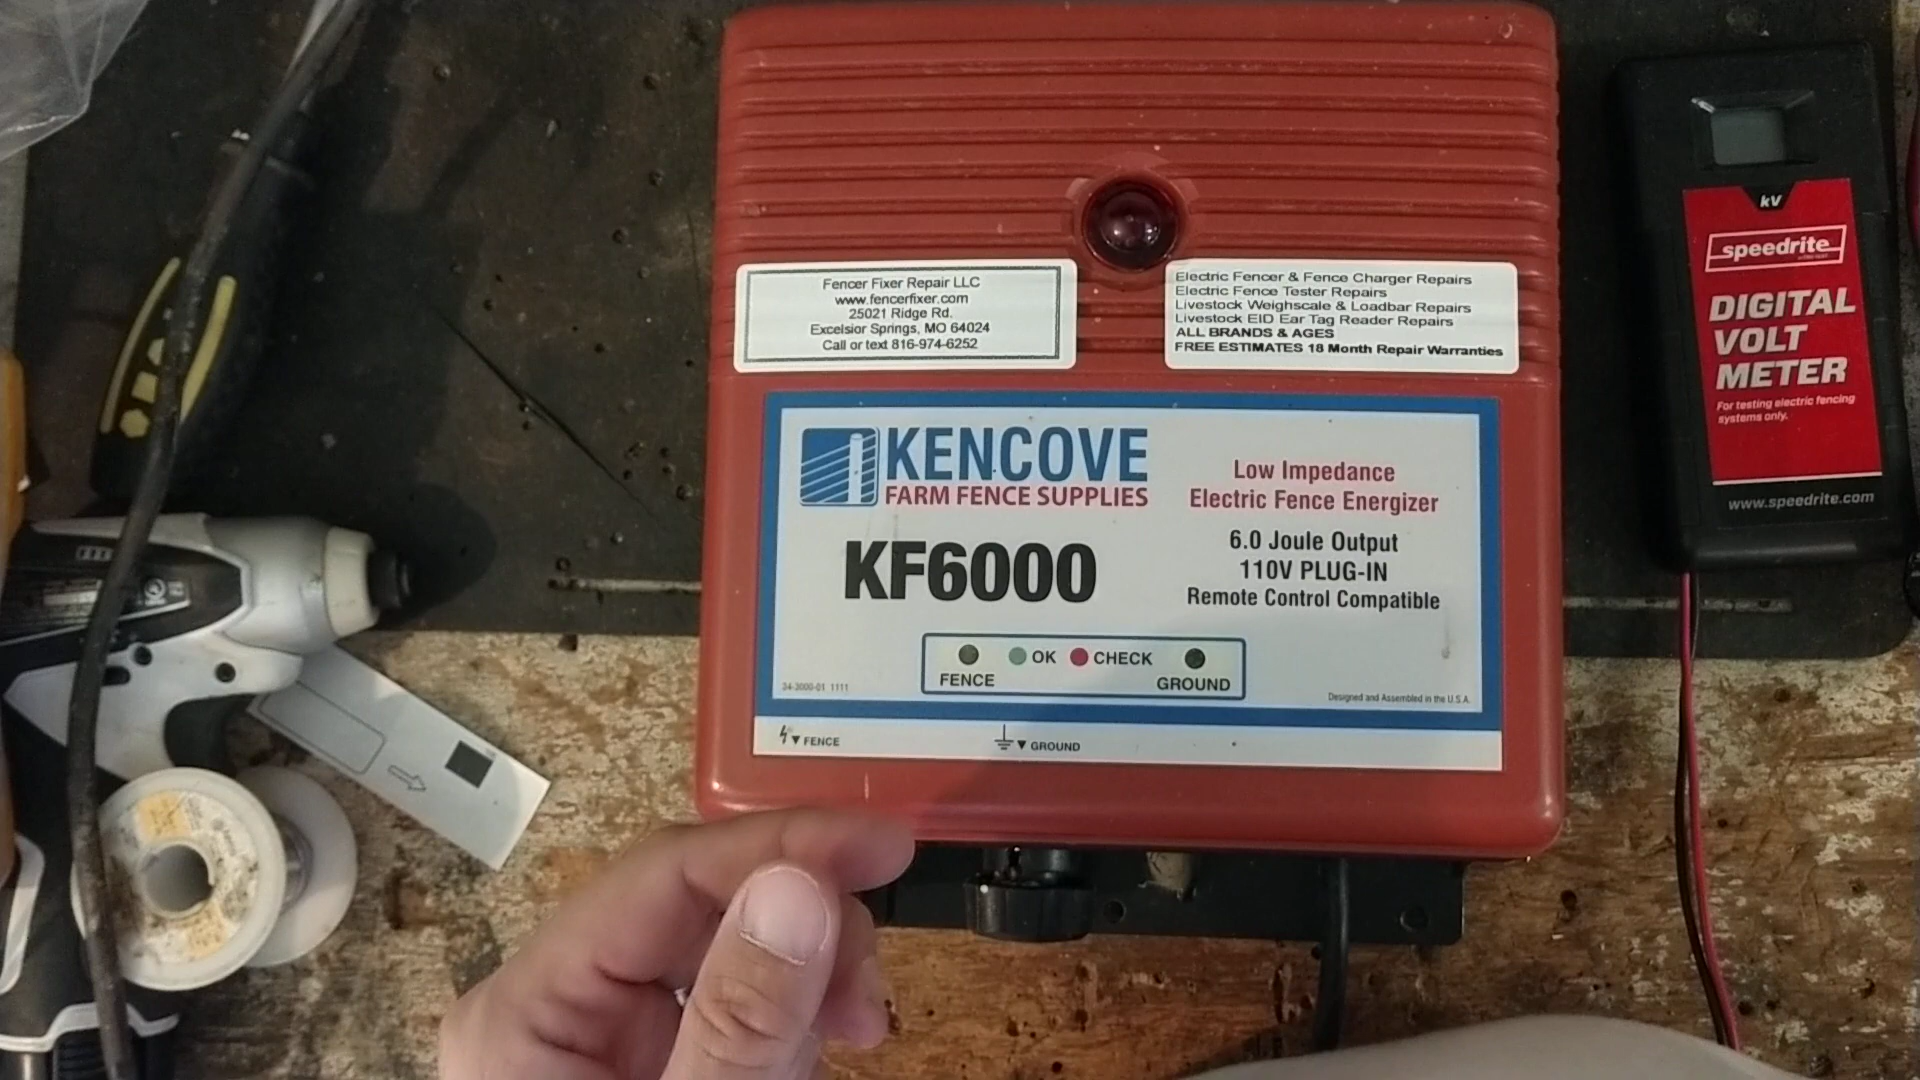 Fencer Fixer Repair LLC
www.fencerfixer.com
25021 Ridge Rd.
Excelsior Springs, MO 64024
Call or text 816-974-6252
Electric Fencer & Fence Charger Repairs
Electric Fence Tester Repairs
Livestock Weighscale & Loadbar Repairs
Livestock EID Ear Tag Reader Repairs
ALL BRANDS & AGES
FREE ESTIMATES 18 Month Repair Warranties
KENCOVE
FARM FENCE SUPPLIES
KF6000
Low Impedance
Electric Fence Energizer
6.0 Joule Output
110V PLUG-IN
Remote Control Compatible
OK CHECK
FENCE GROUND
34-3000-01 1111
Designed and Assembled in the U.S.A.
FENCE
GROUND
kV
speedrite
DIGITAL
VOLT
METER
For testing electric fencing
systems only.
www.speedrite.com